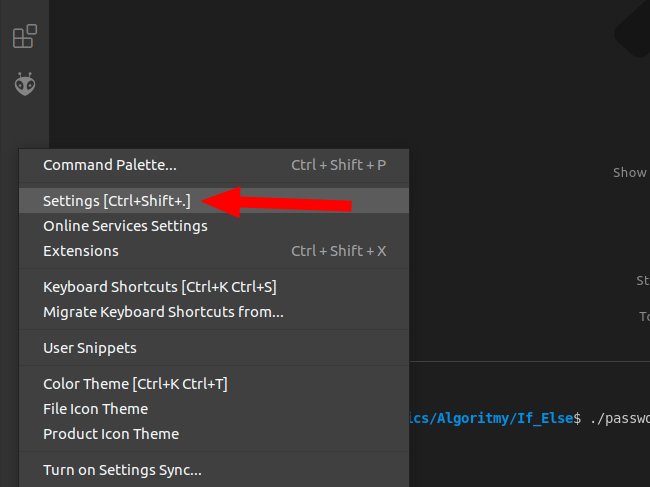 Command Palette... Ctrl + Shift + P
Settings [Ctrl+Shift+.]
Online Services Settings
Extensions Ctrl + Shift + X
Keyboard Shortcuts [Ctrl+K Ctrl+S]
Migrate Keyboard Shortcuts from...
User Snippets
Color Theme [Ctrl+K Ctrl+T]
File Icon Theme
Product Icon Theme
Turn on Settings Sync...
Show
St
To
ics/Algoritmy/If_Else$ ./passwo